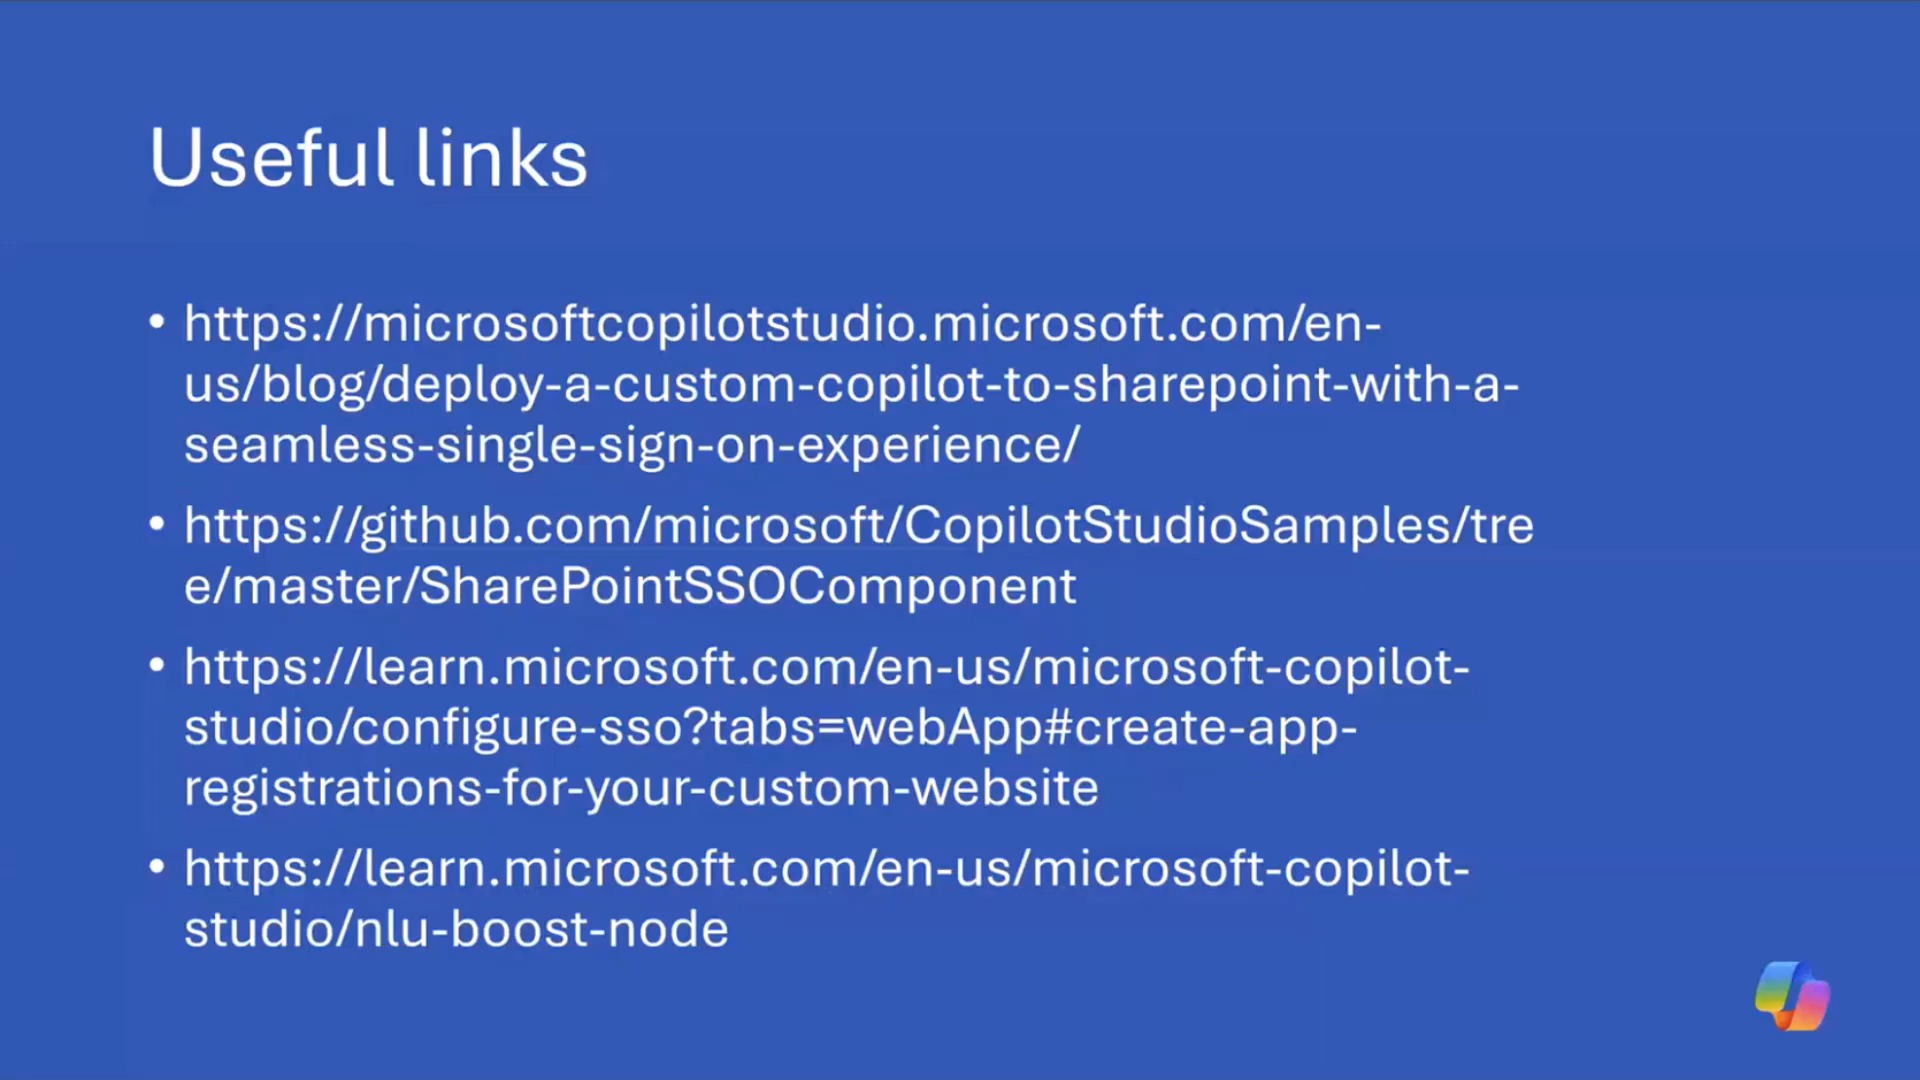 Useful links
• https://microsoftcopilotstudio.microsoft.com/en-
us/blog/deploy-a-custom-copilot-to-sharepoint-with-a-
seamless-single-sign-on-experience/
• https://github.com/microsoft/CopilotStudioSamples/tre
e/master/SharePointSSOComponent
• https://learn.microsoft.com/en-us/microsoft-copilot-
studio/configure-sso?tabs=webApp#create-app-
registrations-for-your-custom-website
• https://learn.microsoft.com/en-us/microsoft-copilot-
studio/nlu-boost-node